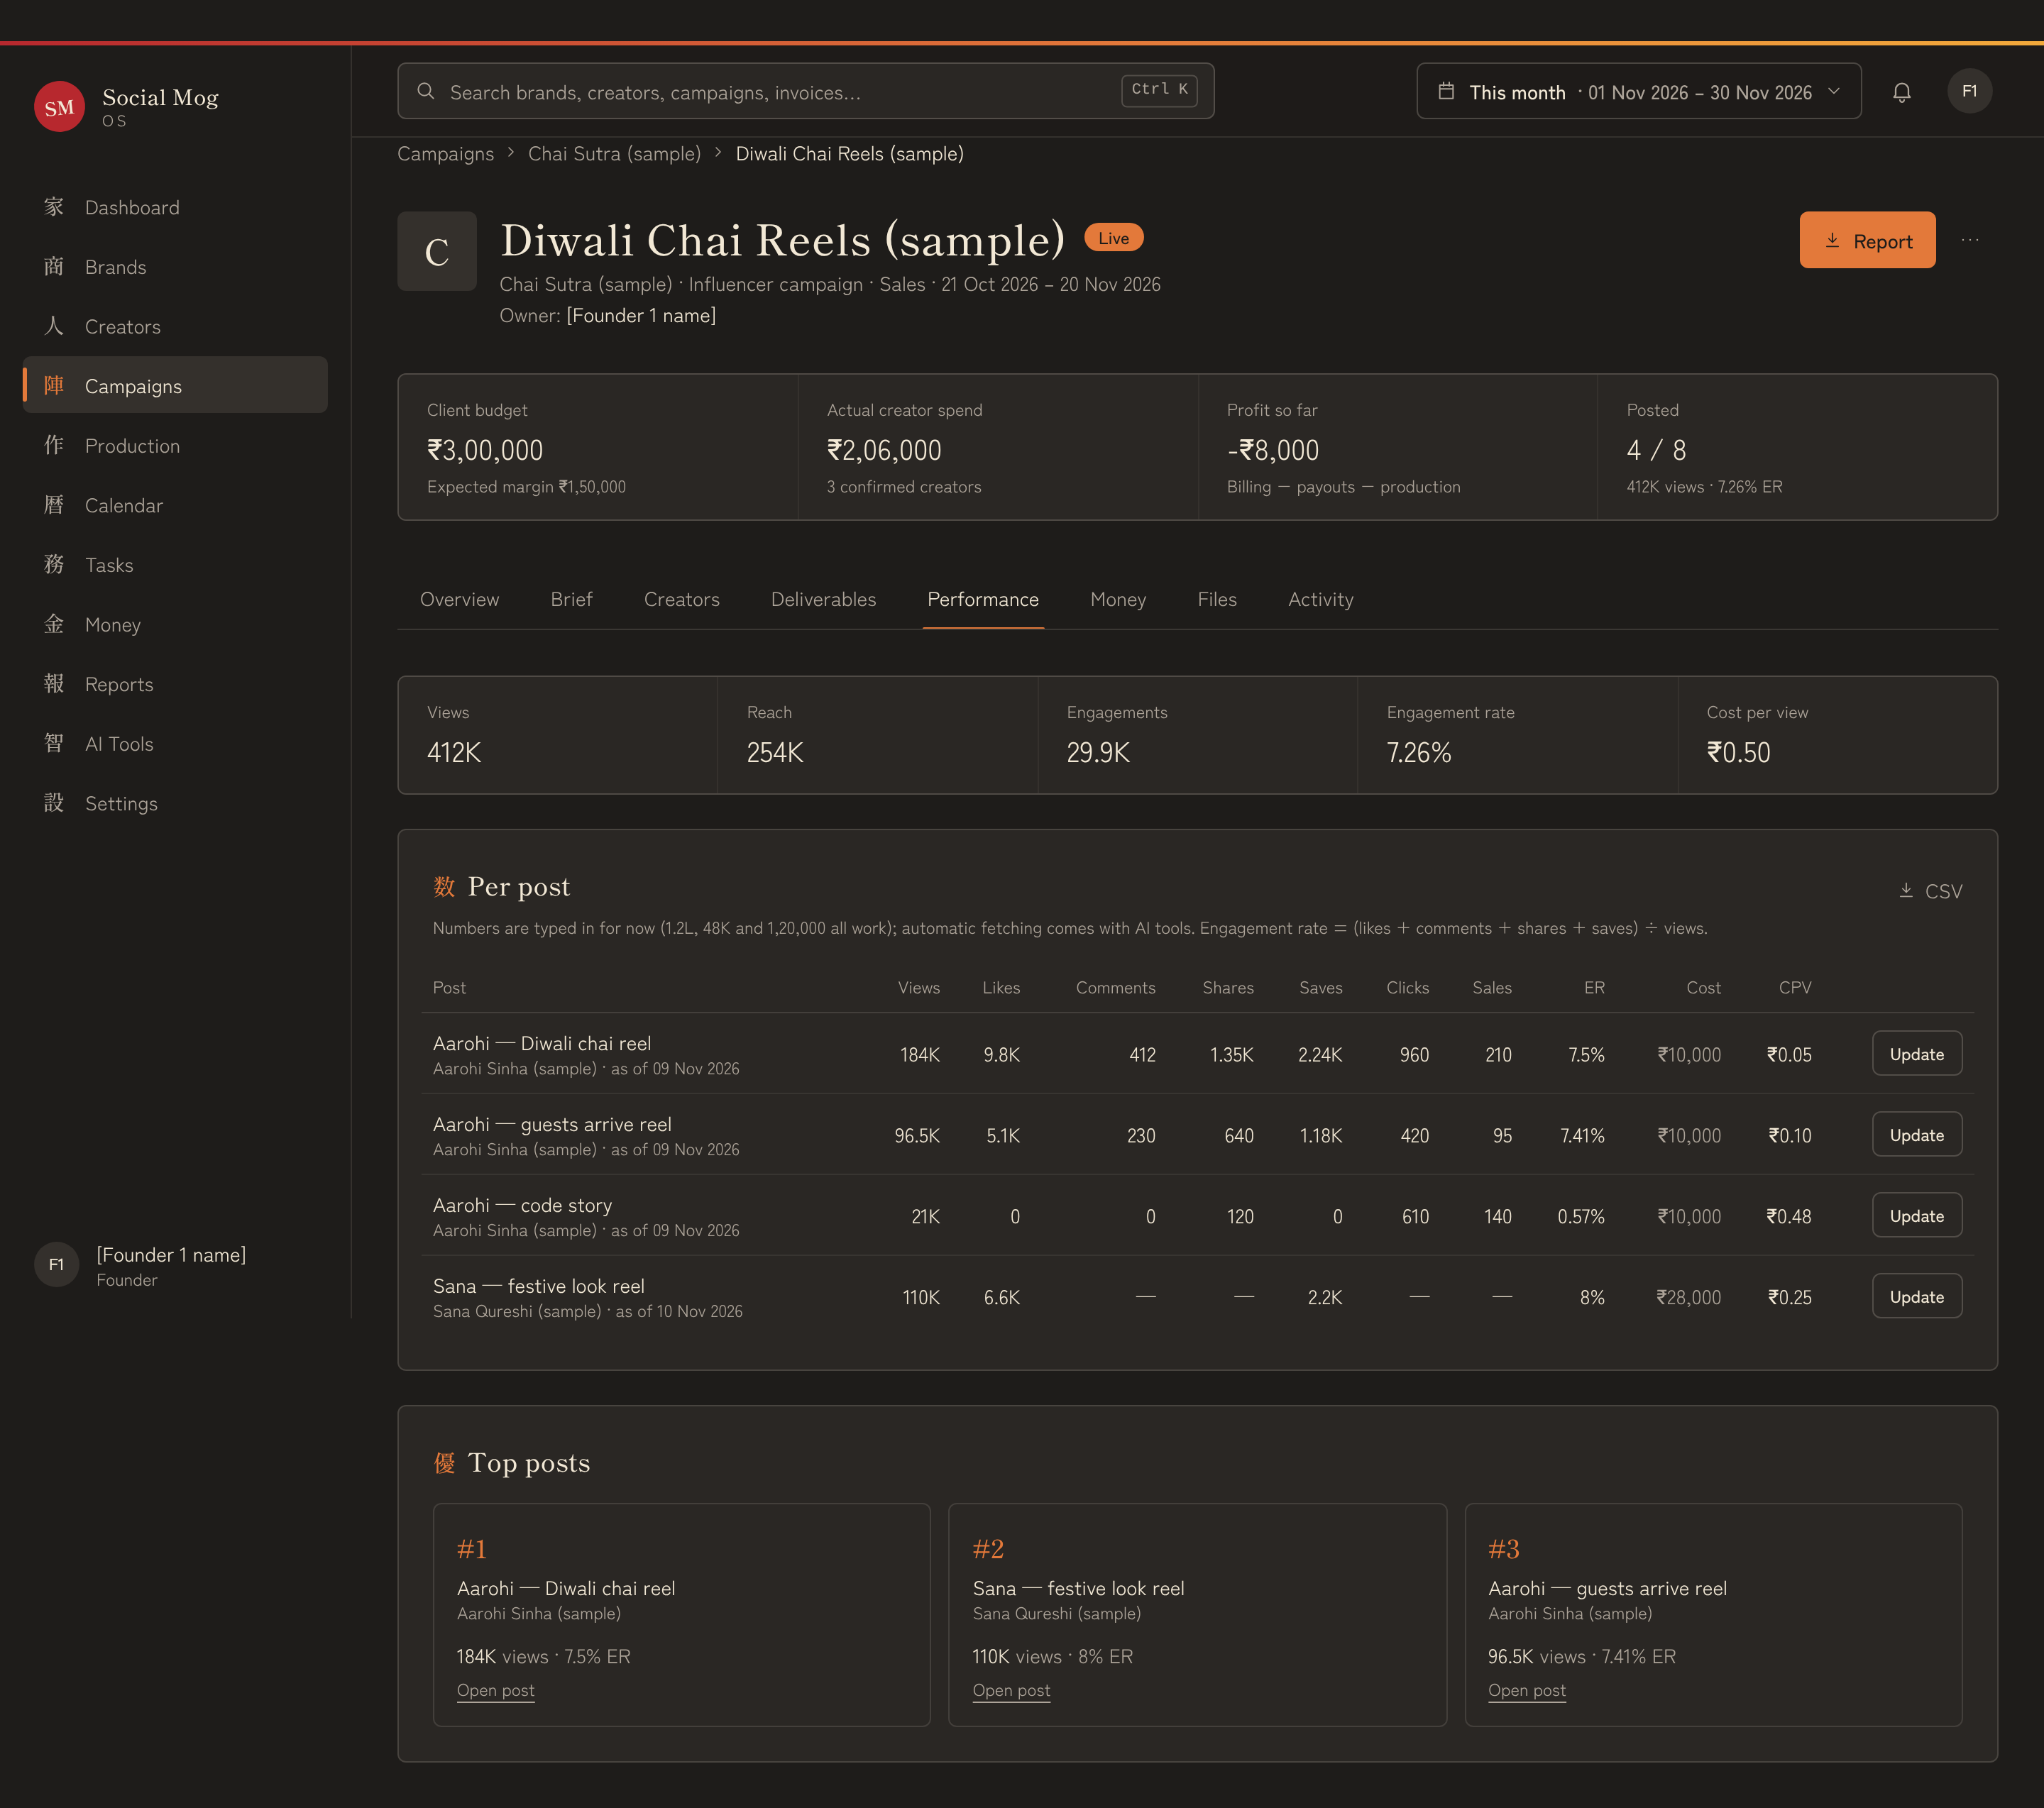 SM
Social Mog
OS
Search brands, creators, campaigns, invoices...
Ctrl K
This month · 01 Nov 2026 – 30 Nov 2026
F1
家 Dashboard
商 Brands
人 Creators
陣 Campaigns
作 Production
暦 Calendar
務 Tasks
金 Money
報 Reports
智 AI Tools
設 Settings
F1
[Founder 1 name]
Founder
Campaigns > Chai Sutra (sample) > Diwali Chai Reels (sample)
C
Diwali Chai Reels (sample) Live
Chai Sutra (sample) · Influencer campaign · Sales · 21 Oct 2026 – 20 Nov 2026
Owner: [Founder 1 name]
Report
...
Client budget
₹3,00,000
Expected margin ₹1,50,000
Actual creator spend
₹2,06,000
3 confirmed creators
Profit so far
-₹8,000
Billing − payouts − production
Posted
4 / 8
412K views · 7.26% ER
Overview Brief Creators Deliverables Performance Money Files Activity
Views
412K
Reach
254K
Engagements
29.9K
Engagement rate
7.26%
Cost per view
₹0.50
数 Per post
CSV
Numbers are typed in for now (1.2L, 48K and 1,20,000 all work); automatic fetching comes with AI tools. Engagement rate = (likes + comments + shares + saves) ÷ views.
Post Views Likes Comments Shares Saves Clicks Sales ER Cost CPV
Aarohi — Diwali chai reel
Aarohi Sinha (sample) · as of 09 Nov 2026
184K 9.8K 412 1.35K 2.24K 960 210 7.5% ₹10,000 ₹0.05 Update
Aarohi — guests arrive reel
Aarohi Sinha (sample) · as of 09 Nov 2026
96.5K 5.1K 230 640 1.18K 420 95 7.41% ₹10,000 ₹0.10 Update
Aarohi — code story
Aarohi Sinha (sample) · as of 09 Nov 2026
21K 0 0 120 0 610 140 0.57% ₹10,000 ₹0.48 Update
Sana — festive look reel
Sana Qureshi (sample) · as of 10 Nov 2026
110K 6.6K — — 2.2K — — 8% ₹28,000 ₹0.25 Update
優 Top posts
#1
Aarohi — Diwali chai reel
Aarohi Sinha (sample)
184K views · 7.5% ER
Open post
#2
Sana — festive look reel
Sana Qureshi (sample)
110K views · 8% ER
Open post
#3
Aarohi — guests arrive reel
Aarohi Sinha (sample)
96.5K views · 7.41% ER
Open post